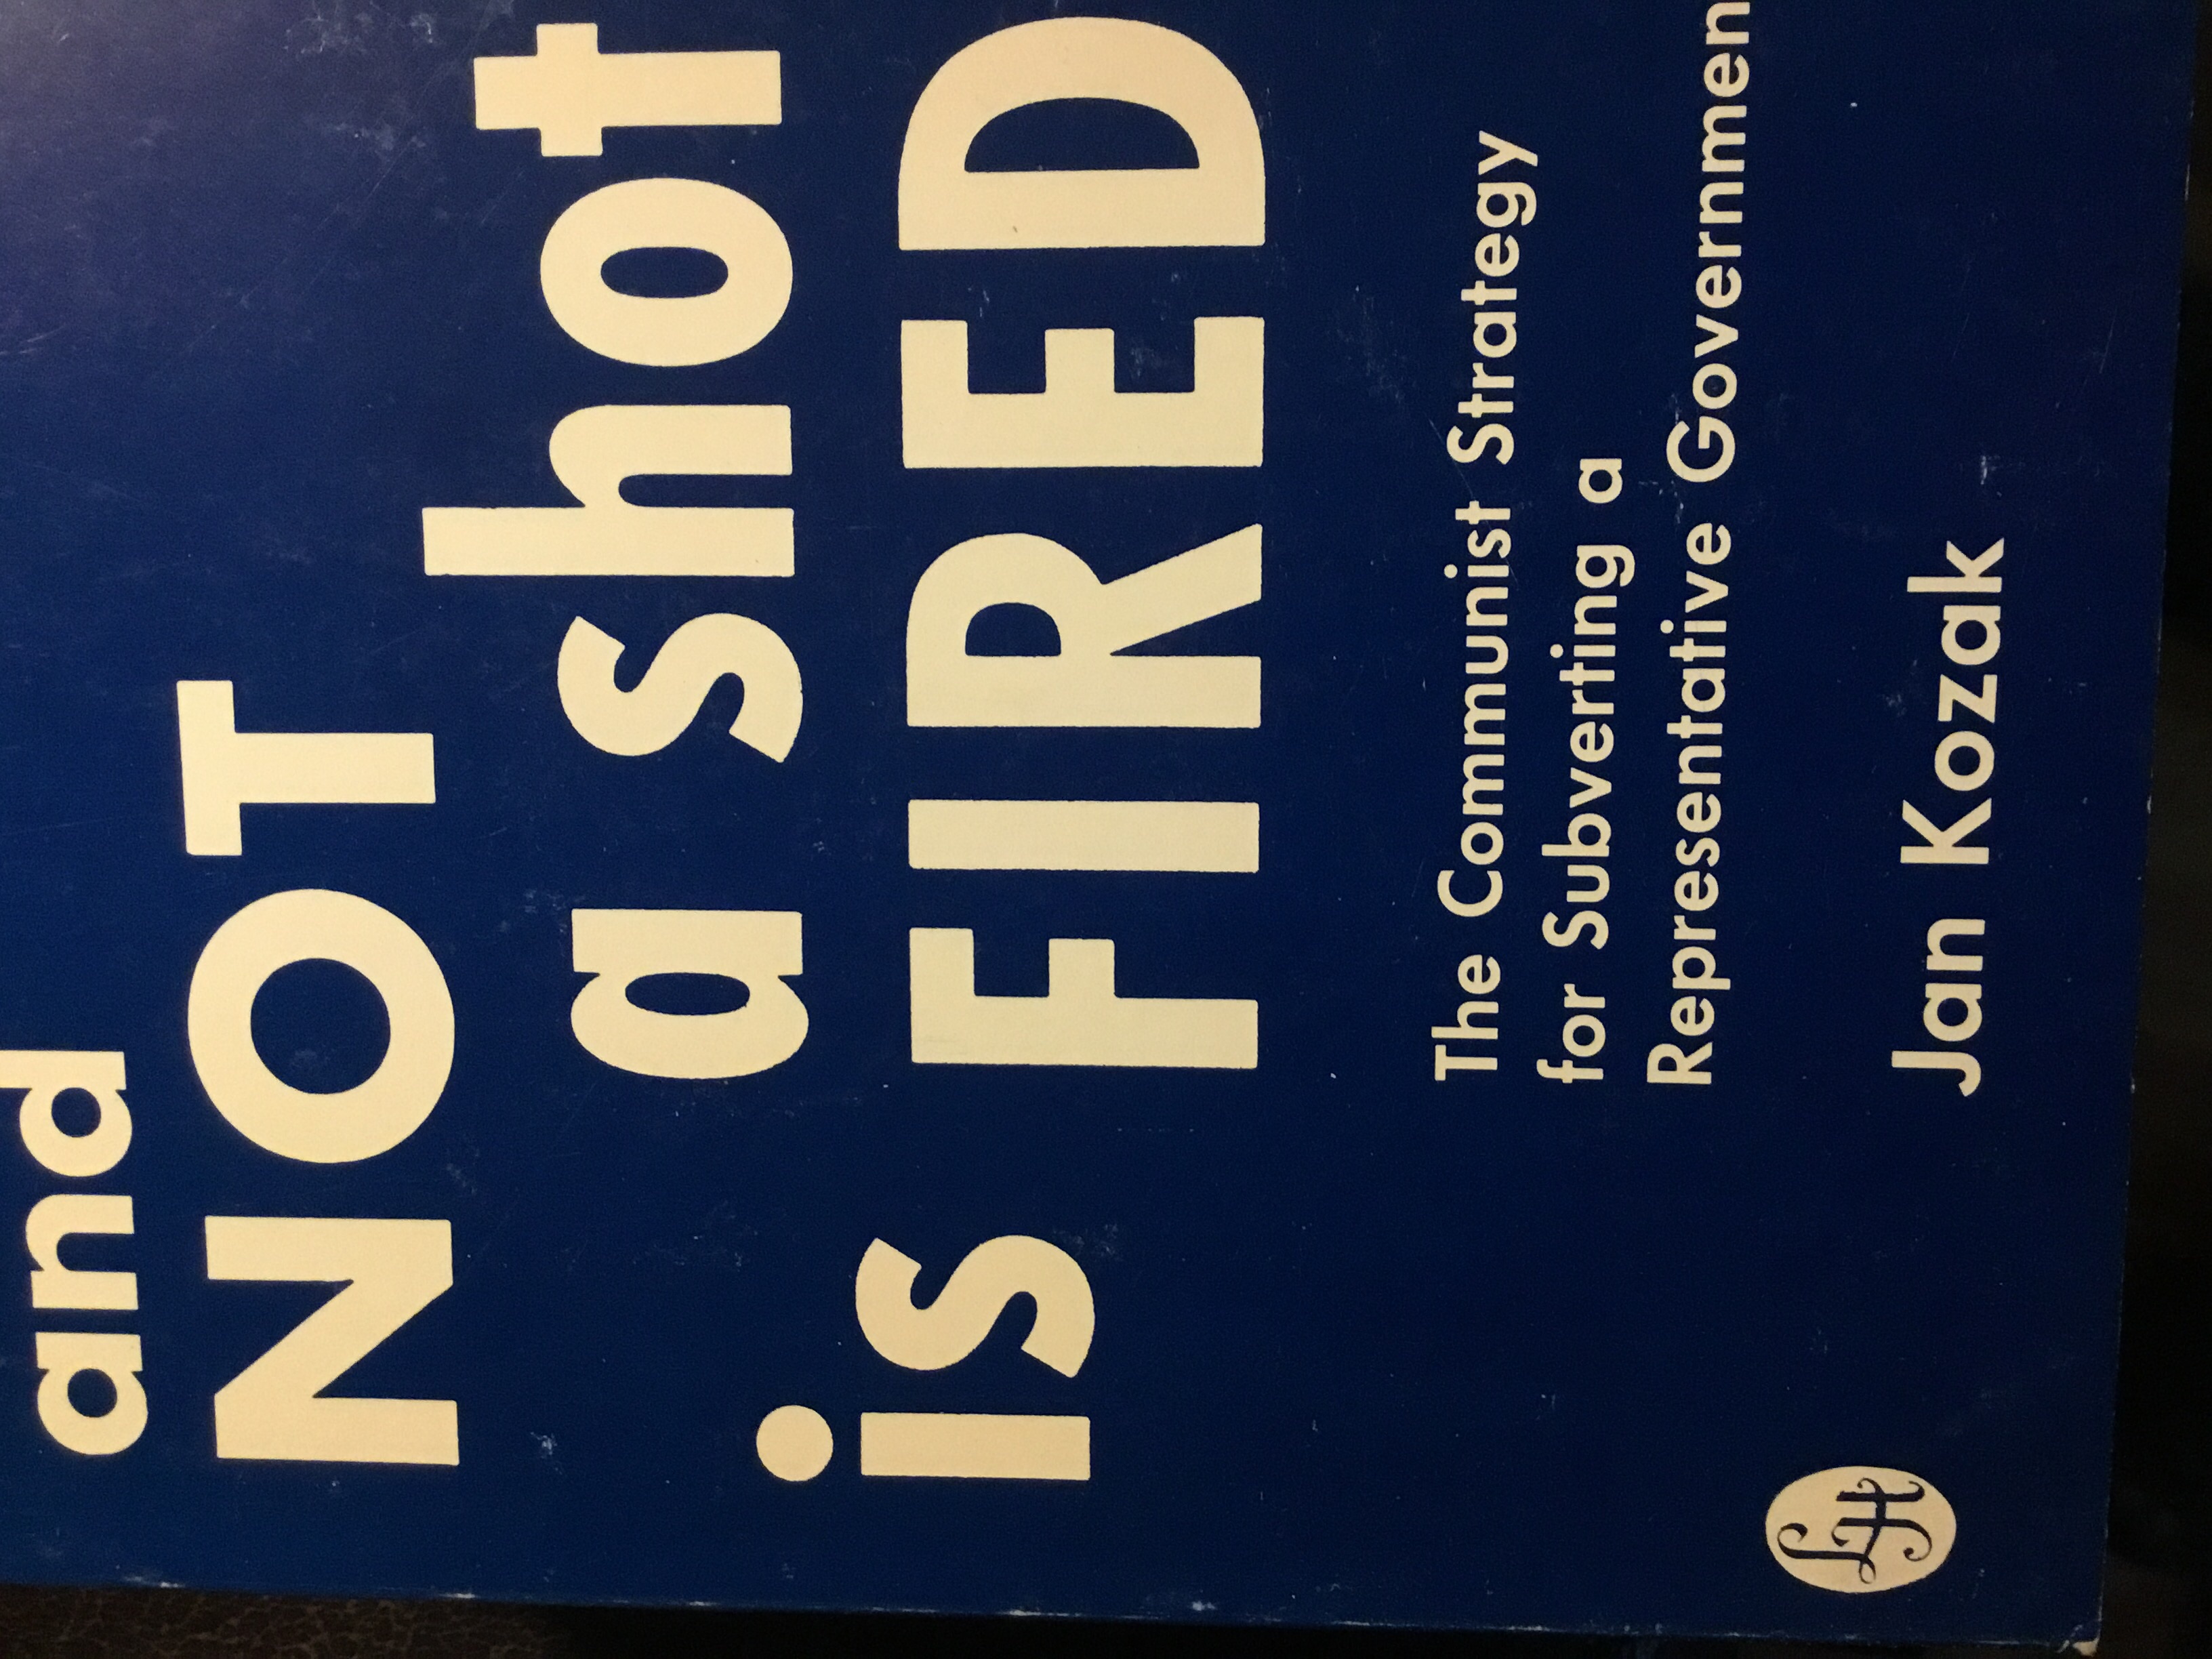 and
NOT
a shot
is FIRED
The Communist Strategy
for Subverting a
Representative Governmen
Jan Kozak